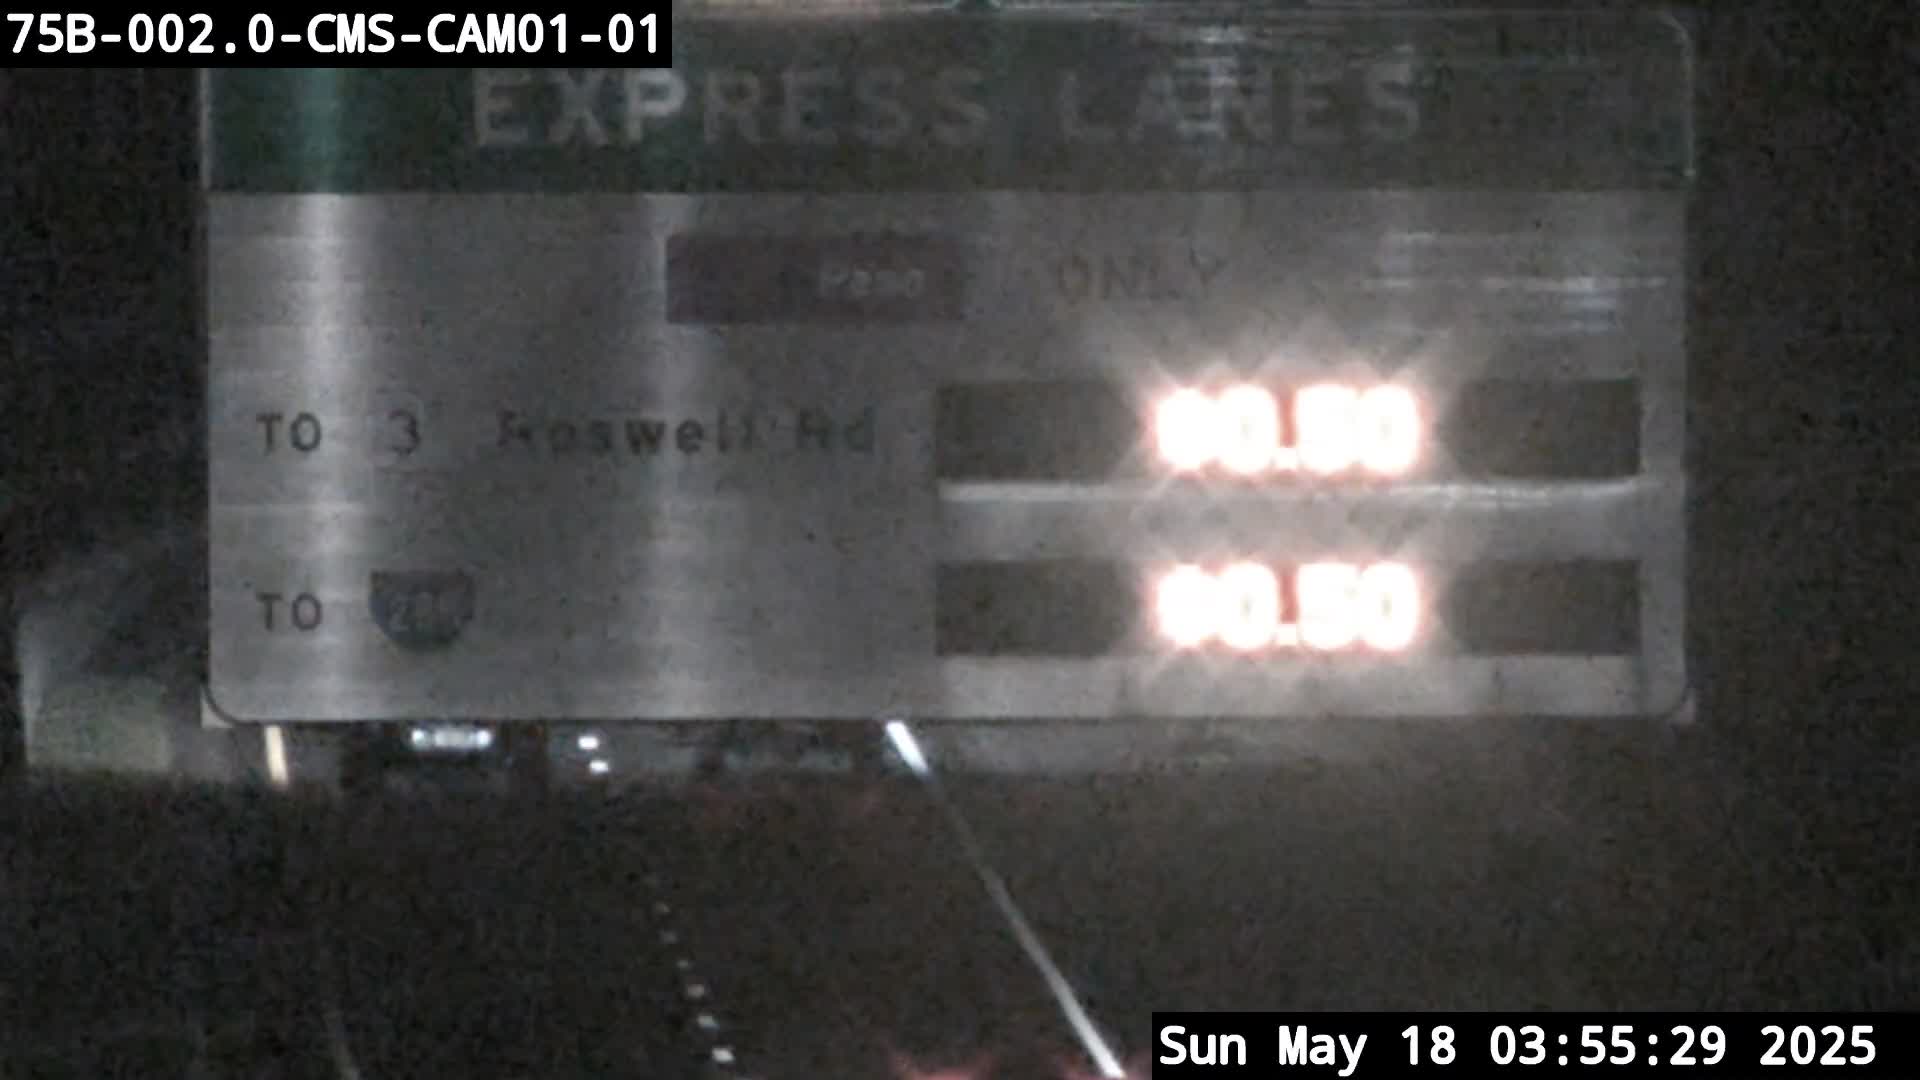 75B-002.0-CMS-CAM01-01
EXPRESS LANES
ONLY
TO 3 Roswell Rd $0.50
TO $0.50
Sun May 18 03:55:29 2025